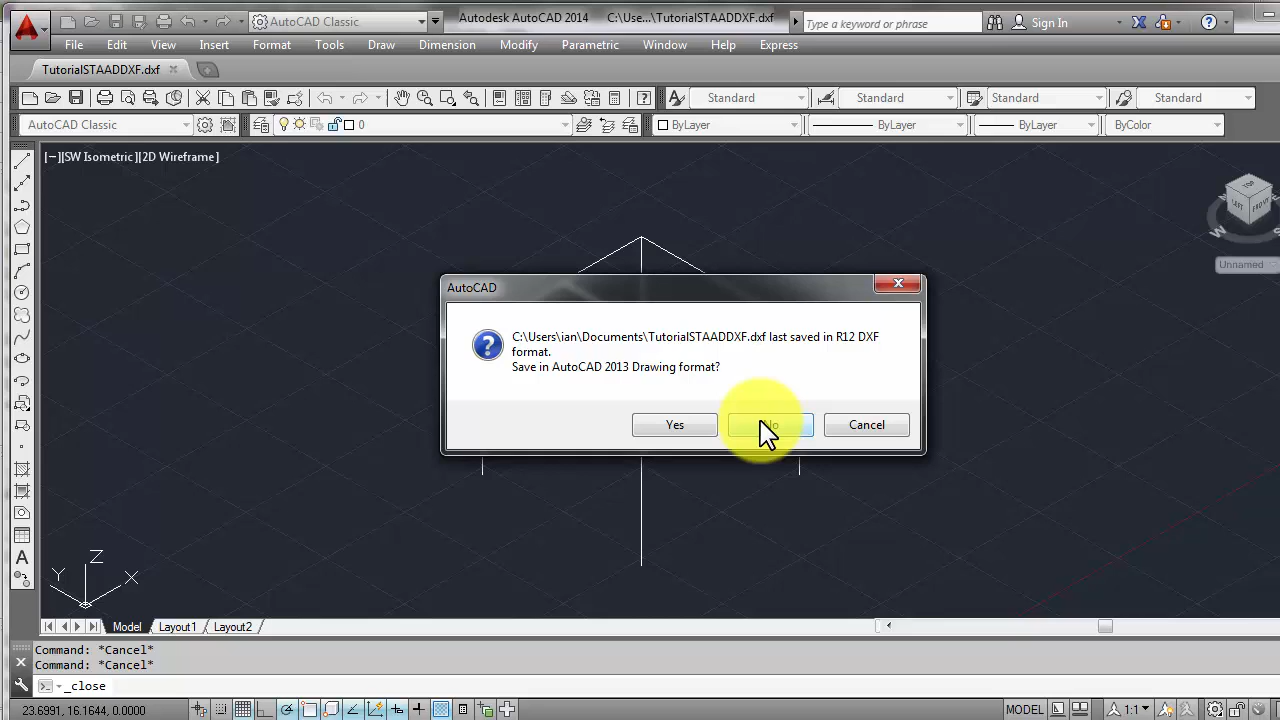 AutoCAD Classic
Autodesk AutoCAD 2014 C:\Use...\TutorialSTAADDXF.dxf
Type a keyword or phrase
Sign In
File Edit View Insert Format Tools Draw Dimension Modify Parametric Window Help Express
TutorialSTAADDXF.dxf
Standard Standard Standard Standard
AutoCAD Classic 0 ByLayer ByLayer ByLayer ByColor
[−][SW Isometric][2D Wireframe]
TOP
LEFT FRONT
W S
Unnamed
AutoCAD
C:\Users\ian\Documents\TutorialSTAADDXF.dxf last saved in R12 DXF
format.
Save in AutoCAD 2013 Drawing format?
Yes Cancel
Z
Y X
A
Model Layout1 Layout2
Command: *Cancel*
Command: *Cancel*
_close
23.6991, 16.1644, 0.0000 MODEL 1:1